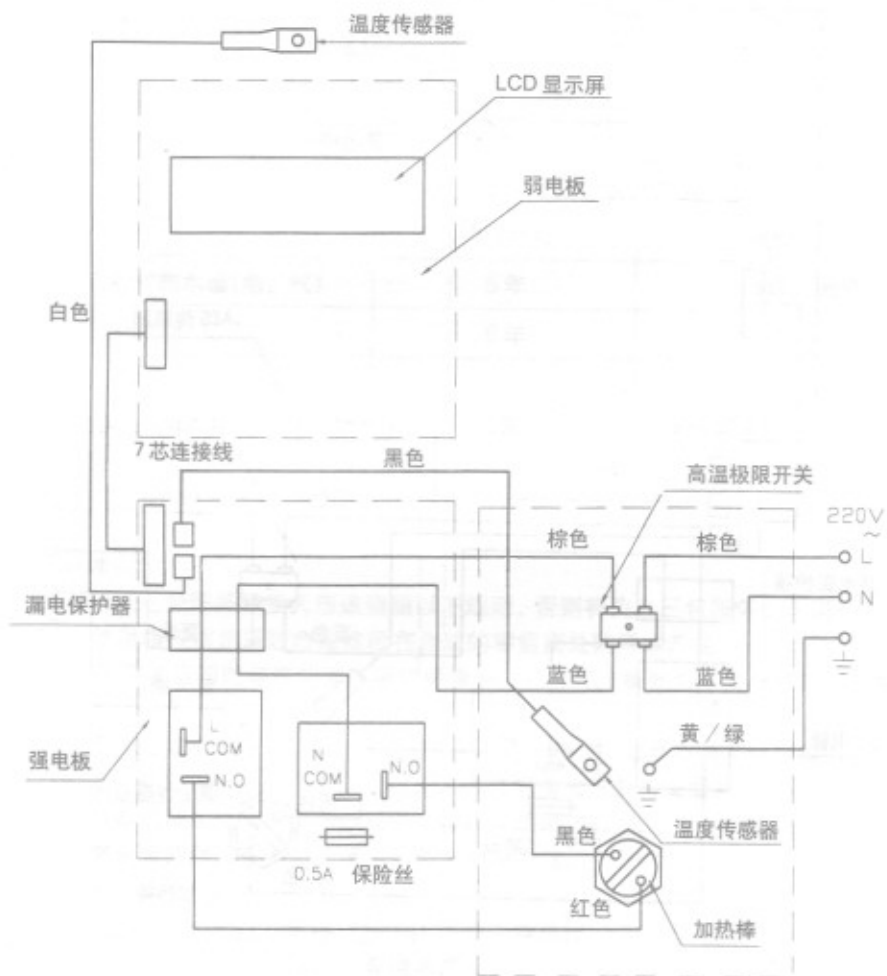 温度传感器
LCD 显示屏
弱电板
白色
7 芯连接线
黑色
高温极限开关
220V
~
棕色
棕色
L
N
漏电保护器
蓝色
蓝色
黄／绿
强电板
L
COM
N.O
N
COM
N.O
黑色
温度传感器
0.5A 保险丝
红色
加热棒